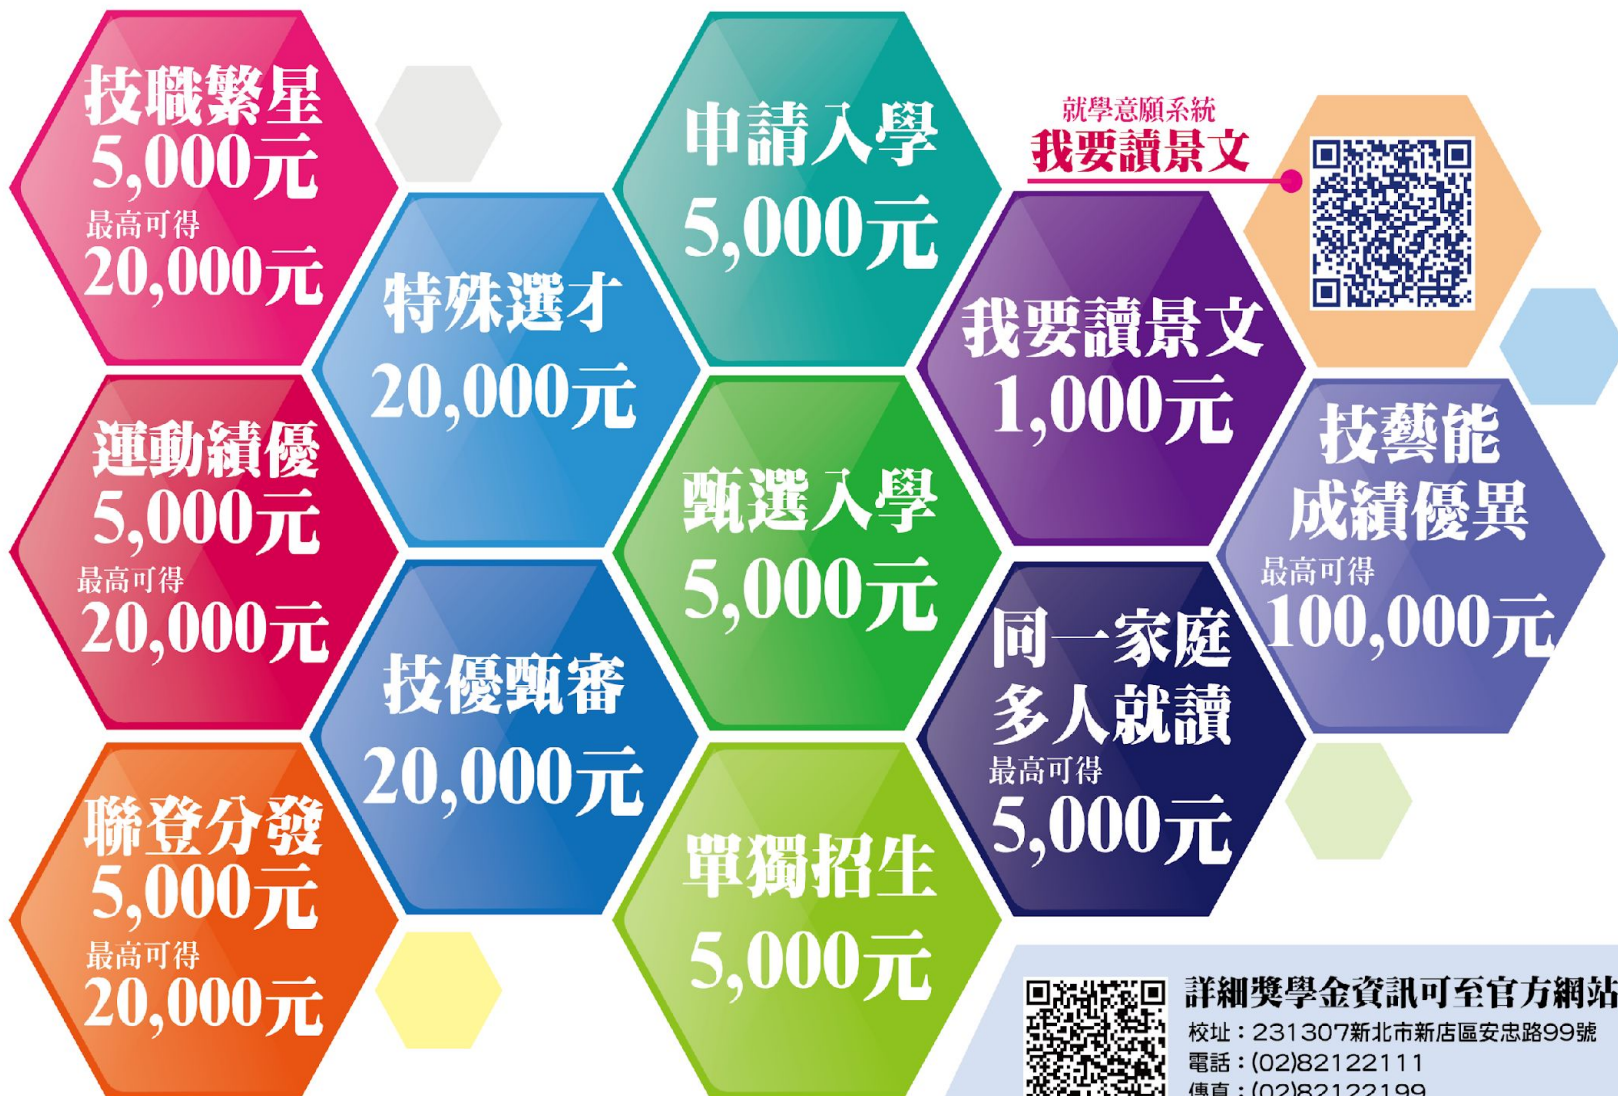 技職繁星
5,000元
最高可得
20,000元
特殊選才
20,000元
申請入學
5,000元
就學意願系統
我要讀景文
我要讀景文
1,000元
運動績優
5,000元
最高可得
20,000元
技優甄審
20,000元
甄選入學
5,000元
技藝能
成績優異
最高可得
100,000元
同一家庭
多人就讀
最高可得
5,000元
聯登分發
5,000元
最高可得
20,000元
單獨招生
5,000元
詳細獎學金資訊可至官方網站
校址：231307新北市新店區安忠路99號
電話：(02)82122111
傳真：(02)82122199